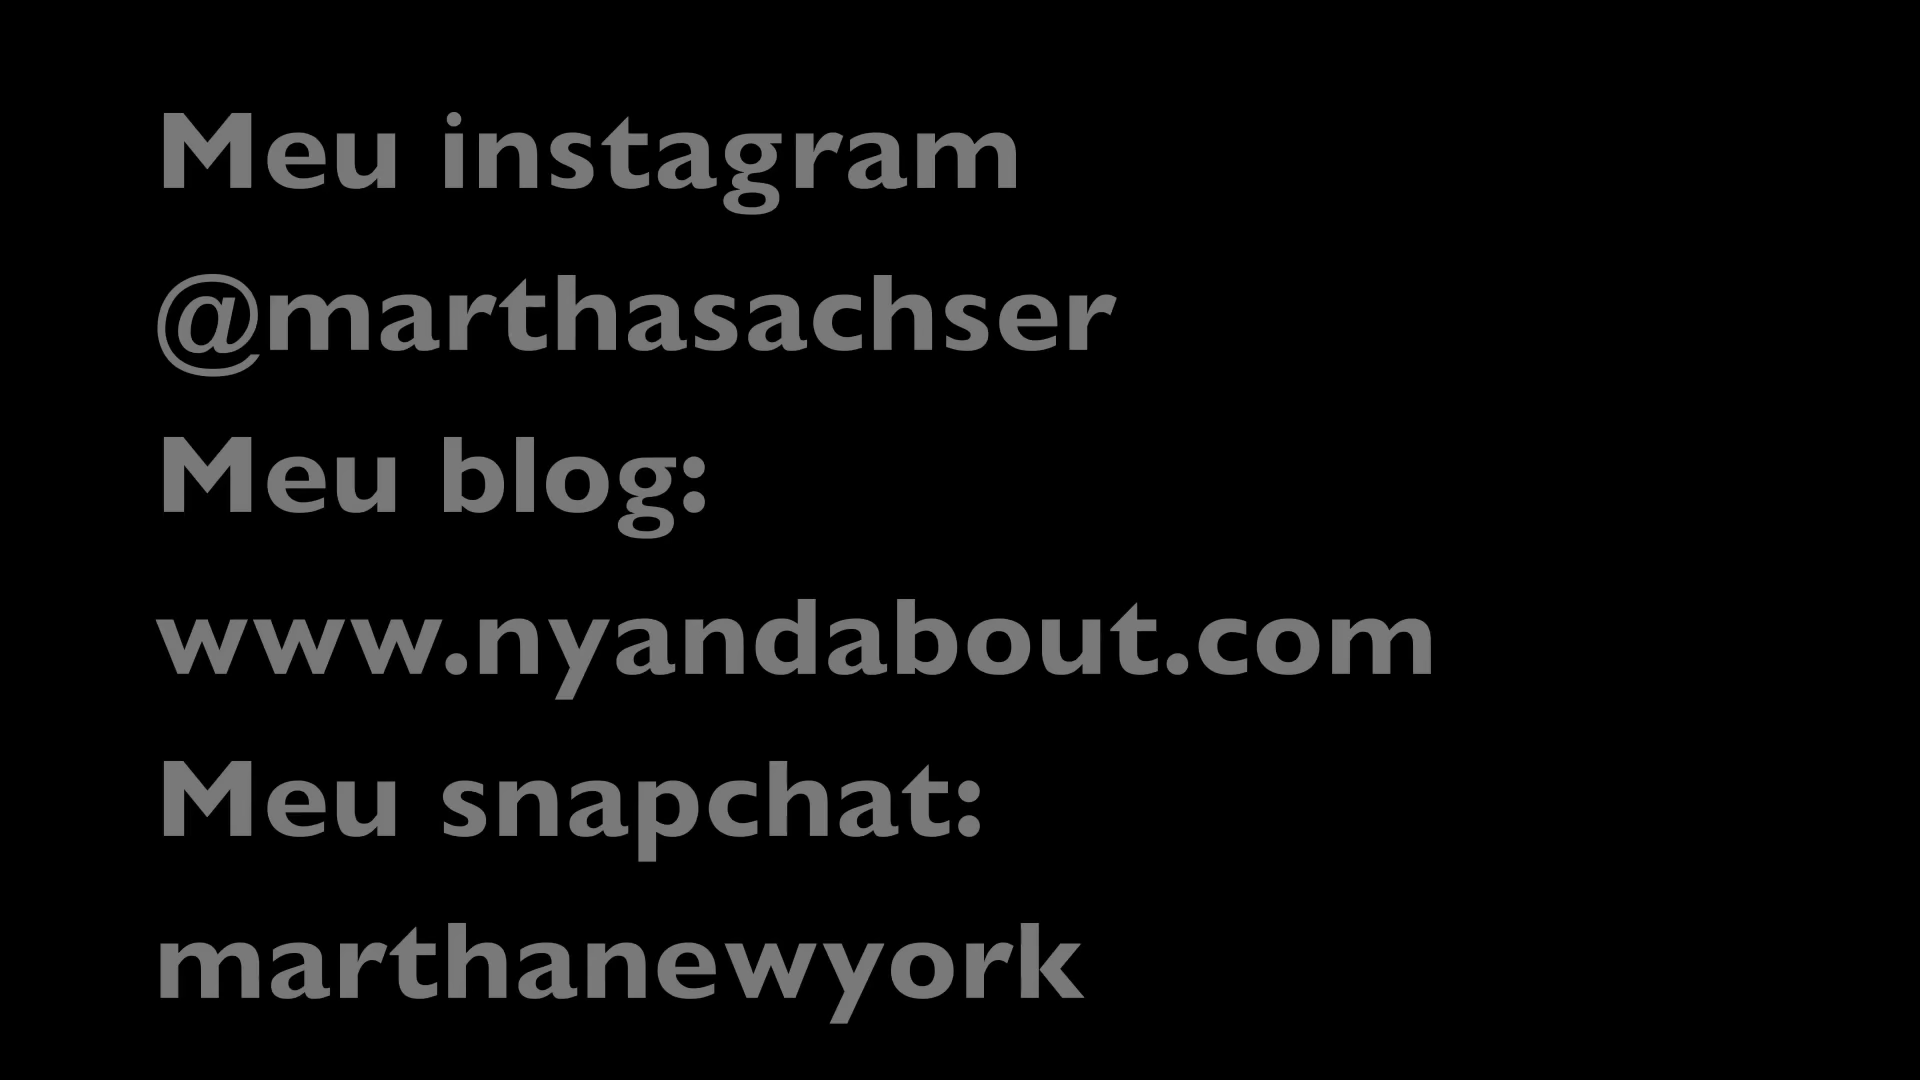 Meu instagram
@marthasachser
Meu blog:
www.nyandabout.com
Meu snapchat:
marthanewyork